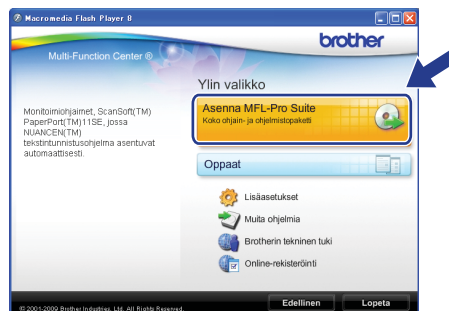 Macromedia Flash Player 8
brother
Multi-Function Center ®
Ylin valikko
Monitoimiohjaimet, ScanSoft(TM)
PaperPort(TM)11SE, jossa
NUANCEN(TM)
tekstintunnistusohjelma asentuvat
automaattisesti.
Asenna MFL-Pro Suite
Koko ohjain- ja ohjelmistopaketti
Oppaat
Lisäasetukset
Muita ohjelmia
Brotherin tekninen tuki
Online-rekisteröinti
Edellinen
Lopeta
© 2001-2009 Brother Industries, Ltd. All Rights Reserved.